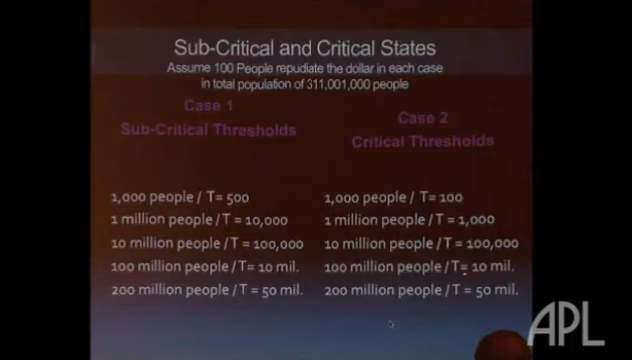 Sub-Critical and Critical States
Assume 100 People repudiate the dollar in each case
in total population of 311,001,000 people
Case 1
Sub-Critical Thresholds
1,000 people / T= 500
1 million people / T = 10,000
10 million people / T = 100,000
100 million people /T= 10 mil.
200 million people / T = 50 mil.
Case 2
Critical Thresholds
1,000 people / T= 100
1 million people / T = 1,000
10 million people / T = 100,000
100 million people /T= 10 mil.
200 million people / T = 50 mil.
APL